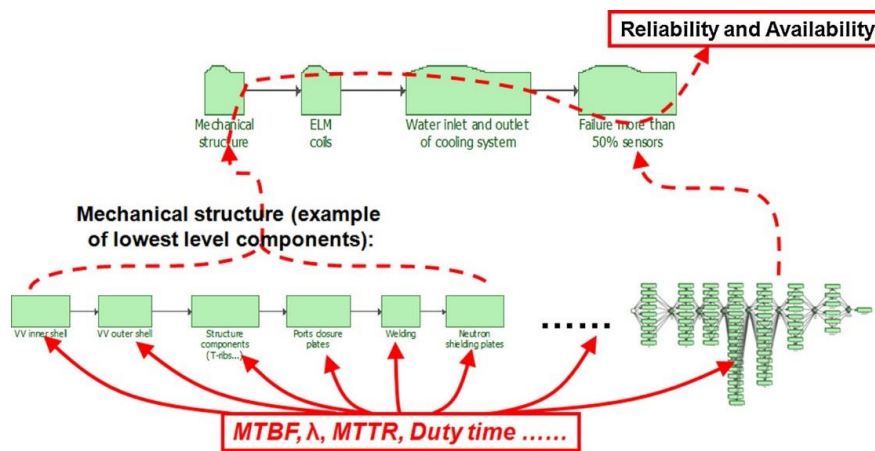 Reliability and Availability
Mechanical
structure
ELM
coils
Water inlet and outlet
of cooling system
Failure more than
50% sensors
Mechanical structure (example
of lowest level components):
VV inner shell
VV outer shell
Structure
components
(T-ribs...)
Ports closure
plates
Welding
Neutron
shielding plates
.......
MTBF, λ, MTTR, Duty time ......